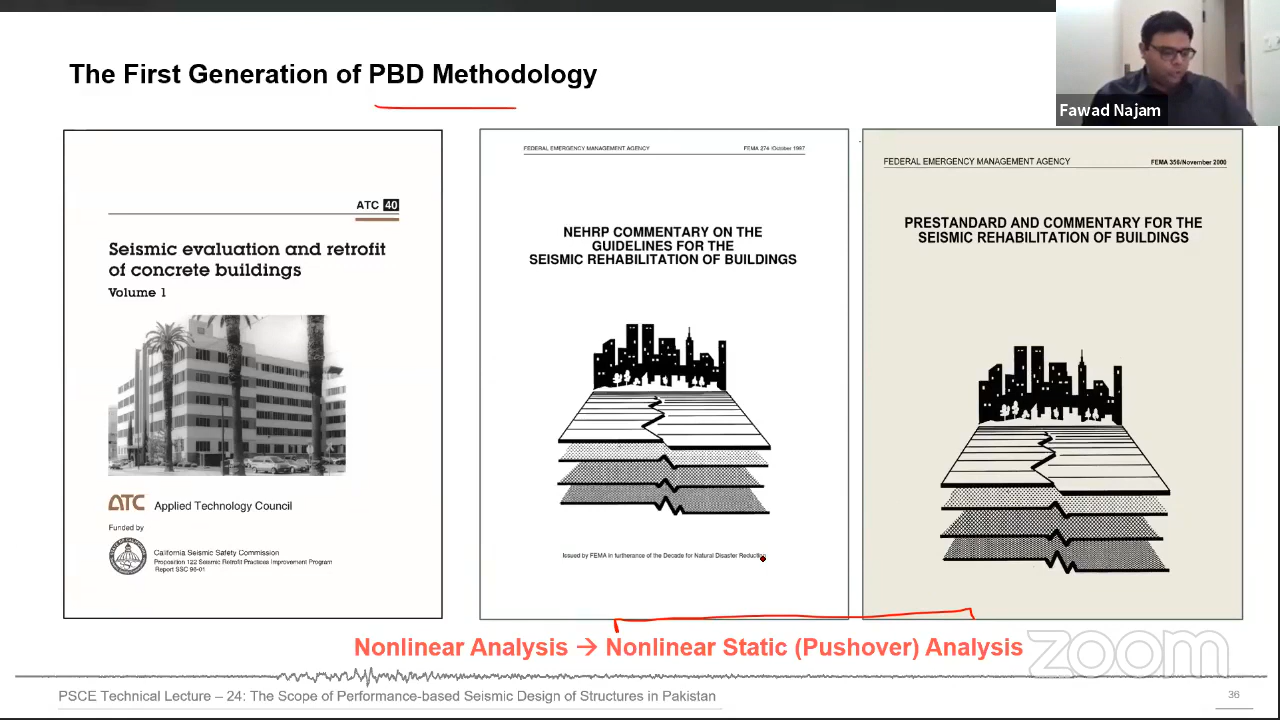 The First Generation of PBD Methodology
Fawad Najam
ATC 40
Seismic evaluation and retrofit
of concrete buildings
Volume 1
ATC Applied Technology Council
Funded by
California Seismic Safety Commission
Proposition 122 Seismic Retrofit Practices Improvement Program
Report SSC 96-01
FEDERAL EMERGENCY MANAGEMENT AGENCY FEMA 274 /October 1997
NEHRP COMMENTARY ON THE
GUIDELINES FOR THE
SEISMIC REHABILITATION OF BUILDINGS
Issued by FEMA in furtherance of the Decade for Natural Disaster Reduction
FEDERAL EMERGENCY MANAGEMENT AGENCY FEMA 356/November 2000
PRESTANDARD AND COMMENTARY FOR THE
SEISMIC REHABILITATION OF BUILDINGS
Nonlinear Analysis → Nonlinear Static (Pushover) Analysis
zoom
PSCE Technical Lecture – 24: The Scope of Performance-based Seismic Design of Structures in Pakistan
36